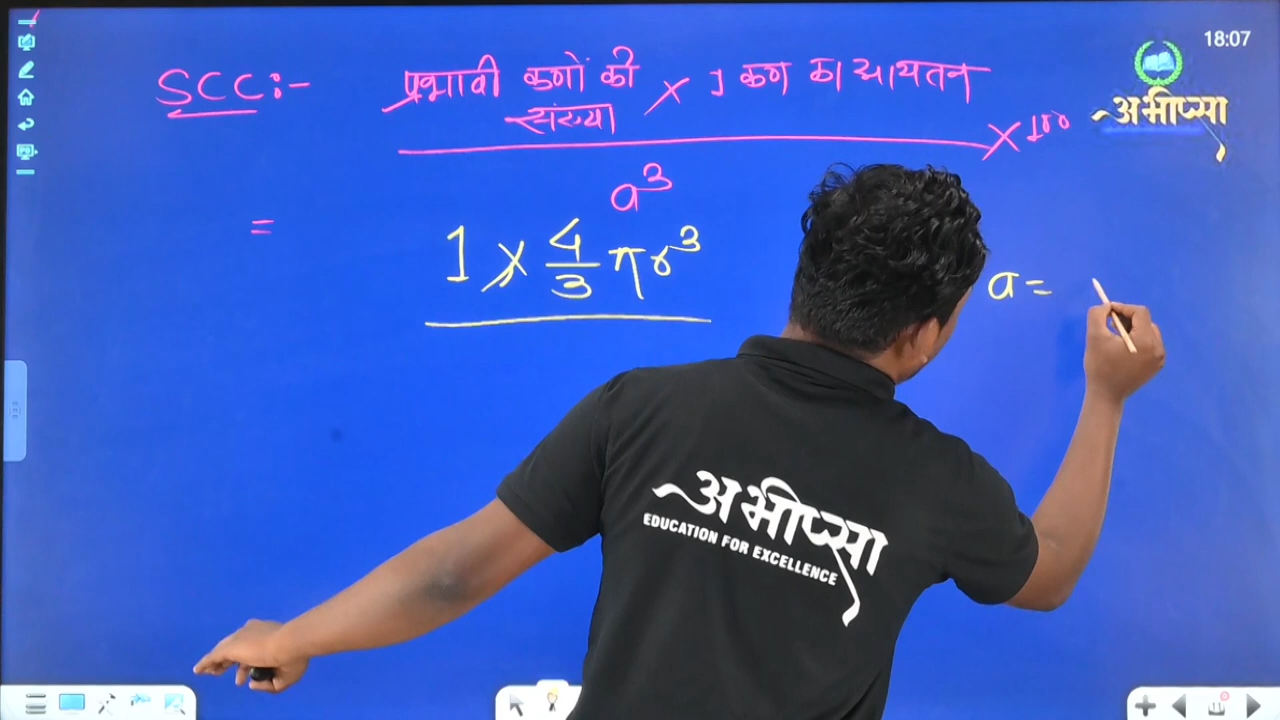 18:07
अभीप्सा
SCC:- प्रभावी कणों की संख्या × 1 कण का आयतन × 100
a³
= 1 × 4/3 πr³
a =
अभीप्सा
EDUCATION FOR EXCELLENCE
11